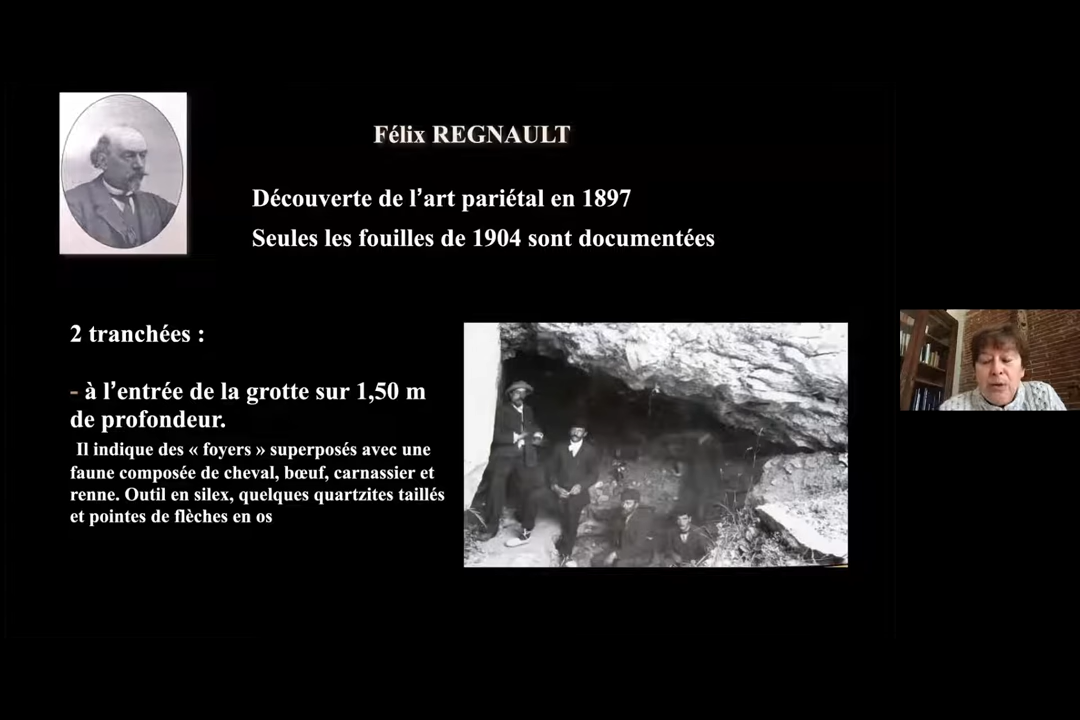 Félix REGNAULT
Découverte de l’art pariétal en 1897
Seules les fouilles de 1904 sont documentées
2 tranchées :
- à l’entrée de la grotte sur 1,50 m
de profondeur.
Il indique des « foyers » superposés avec une
faune composée de cheval, bœuf, carnassier et
renne. Outil en silex, quelques quartzites taillés
et pointes de flèches en os